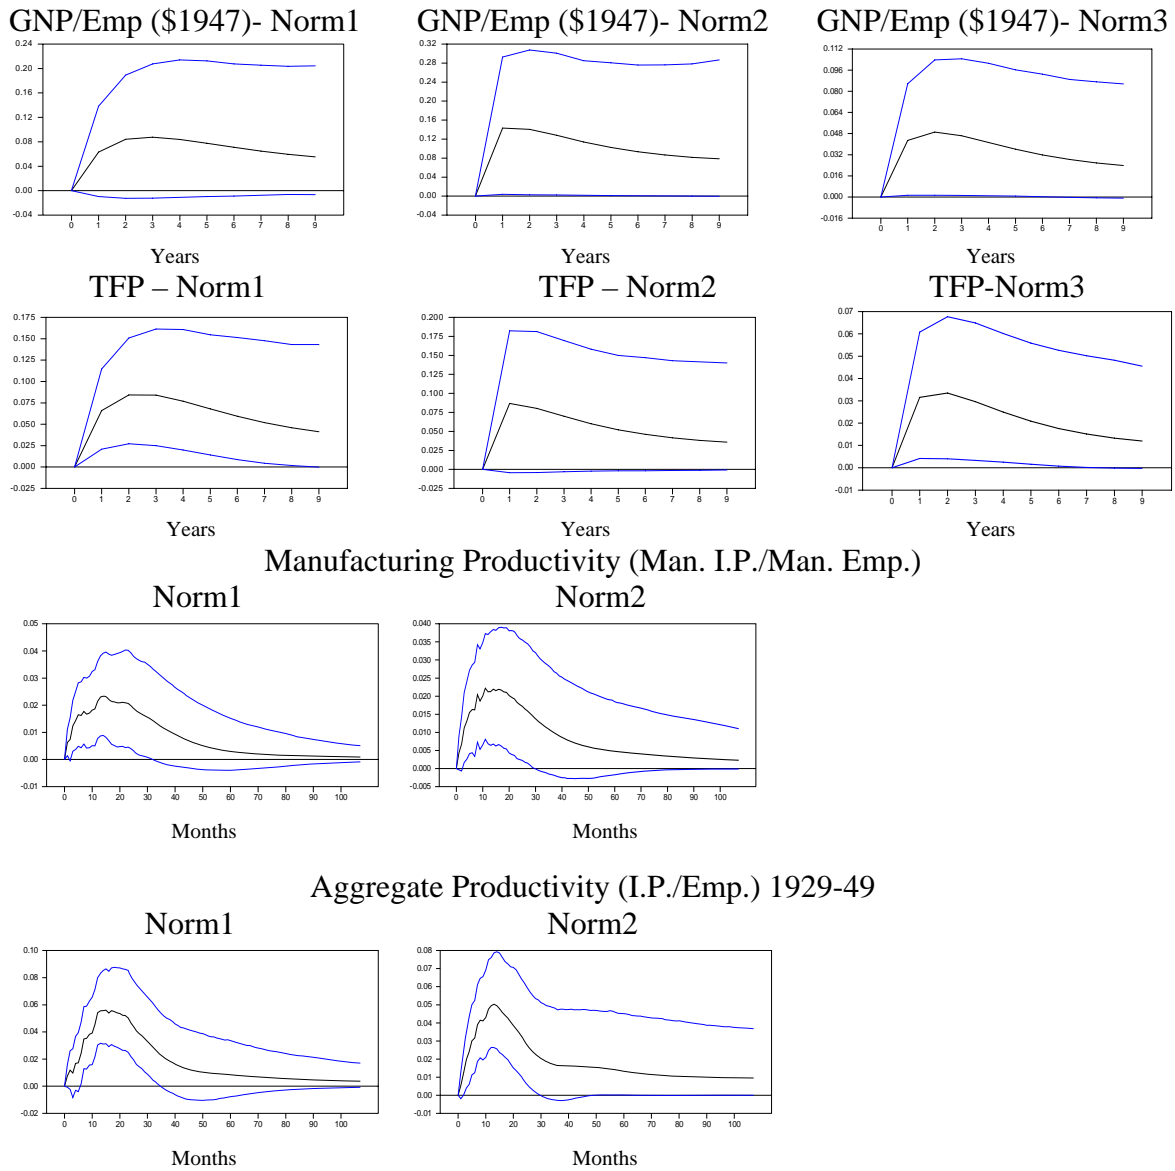 GNP/Emp ($1947)- Norm1 GNP/Emp ($1947)- Norm2 GNP/Emp ($1947)- Norm3
0.24 0.20 0.16 0.12 0.08 0.04 0.00 -0.04
0 1 2 3 4 5 6 7 8 9
0.32 0.28 0.24 0.20 0.16 0.12 0.08 0.04 0.00 -0.04
0 1 2 3 4 5 6 7 8 9
0.112 0.096 0.080 0.064 0.048 0.032 0.016 0.000 -0.016
0 1 2 3 4 5 6 7 8 9
Years Years Years
TFP – Norm1 TFP – Norm2 TFP-Norm3
0.175 0.150 0.125 0.100 0.075 0.050 0.025 0.000 -0.025
0 1 2 3 4 5 6 7 8 9
0.200 0.175 0.150 0.125 0.100 0.075 0.050 0.025 0.000 -0.025
0 1 2 3 4 5 6 7 8 9
0.07 0.06 0.05 0.04 0.03 0.02 0.01 0.00 -0.01
0 1 2 3 4 5 6 7 8 9
Years Years Years
Manufacturing Productivity (Man. I.P./Man. Emp.)
Norm1 Norm2
0.05 0.04 0.03 0.02 0.01 0.00 -0.01
0 10 20 30 40 50 60 70 80 90 100
0.040 0.035 0.030 0.025 0.020 0.015 0.010 0.005 0.000 -0.005
0 10 20 30 40 50 60 70 80 90 100
Months Months
Aggregate Productivity (I.P./Emp.) 1929-49
Norm1 Norm2
0.10 0.08 0.06 0.04 0.02 0.00 -0.02
0 10 20 30 40 50 60 70 80 90 100
0.08 0.07 0.06 0.05 0.04 0.03 0.02 0.01 0.00 -0.01
0 10 20 30 40 50 60 70 80 90 100
Months Months